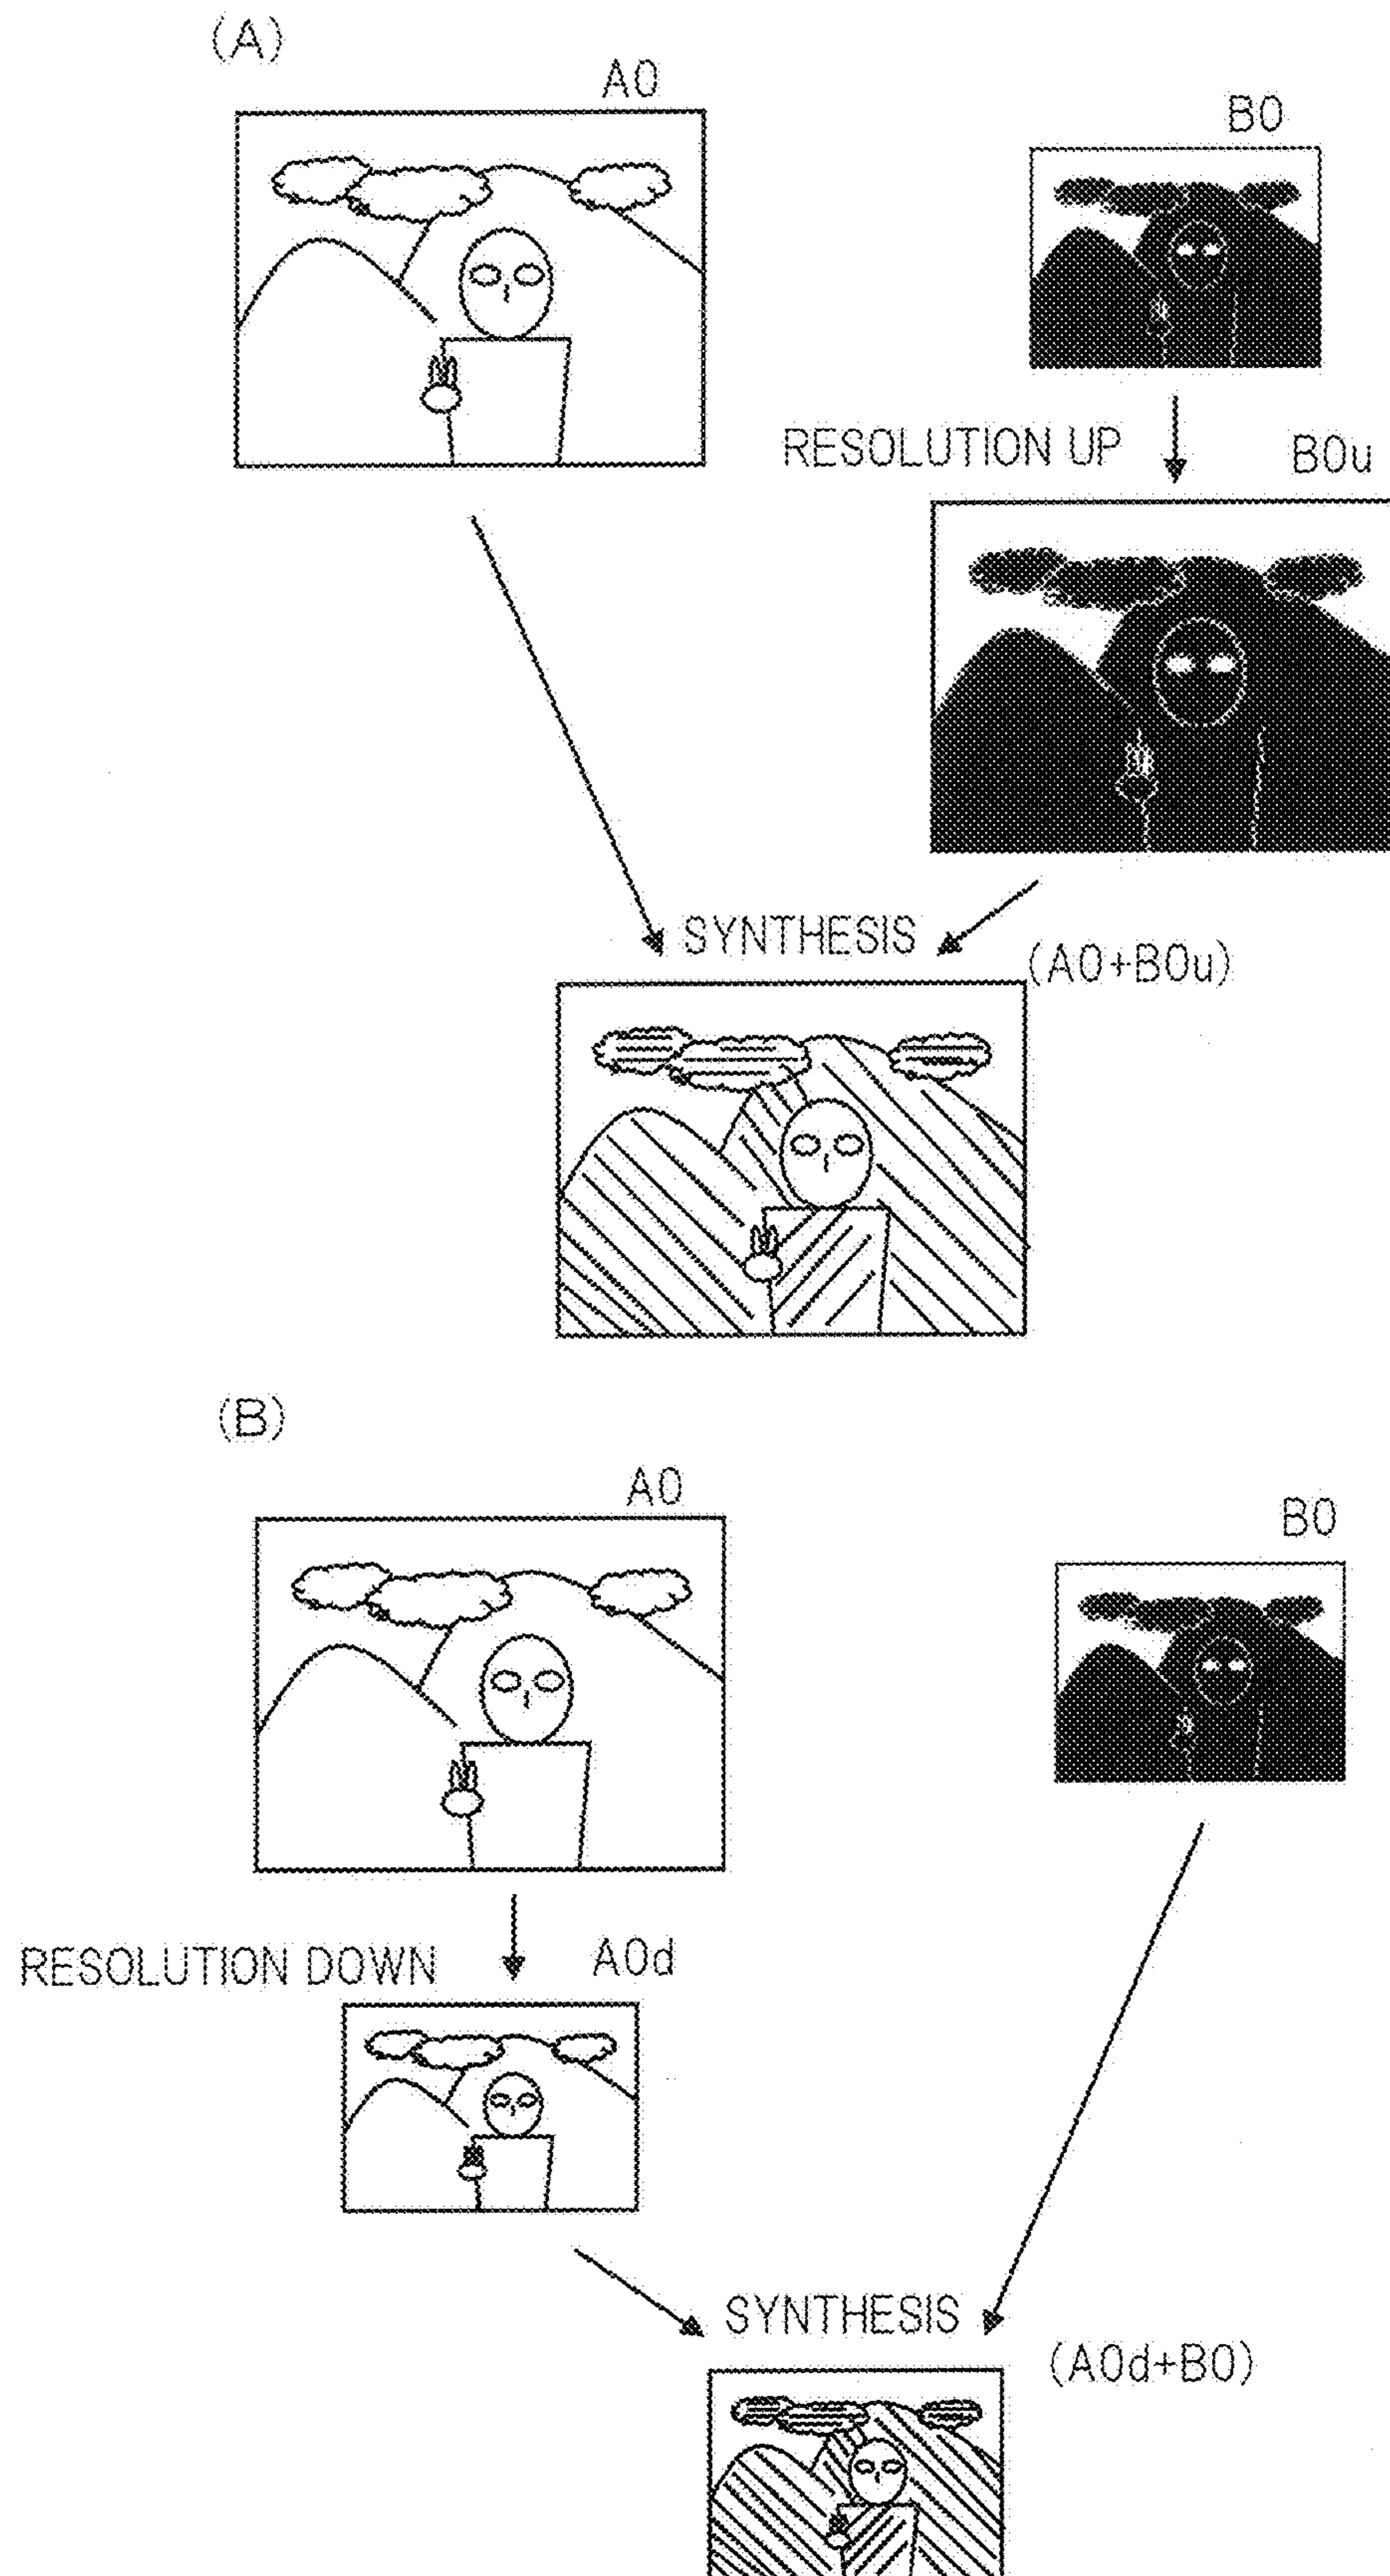 (A)
A0
B0
RESOLUTION UP
B0u
SYNTHESIS
(A0+B0u)
(B)
A0
B0
RESOLUTION DOWN
A0d
SYNTHESIS
(A0d+B0)